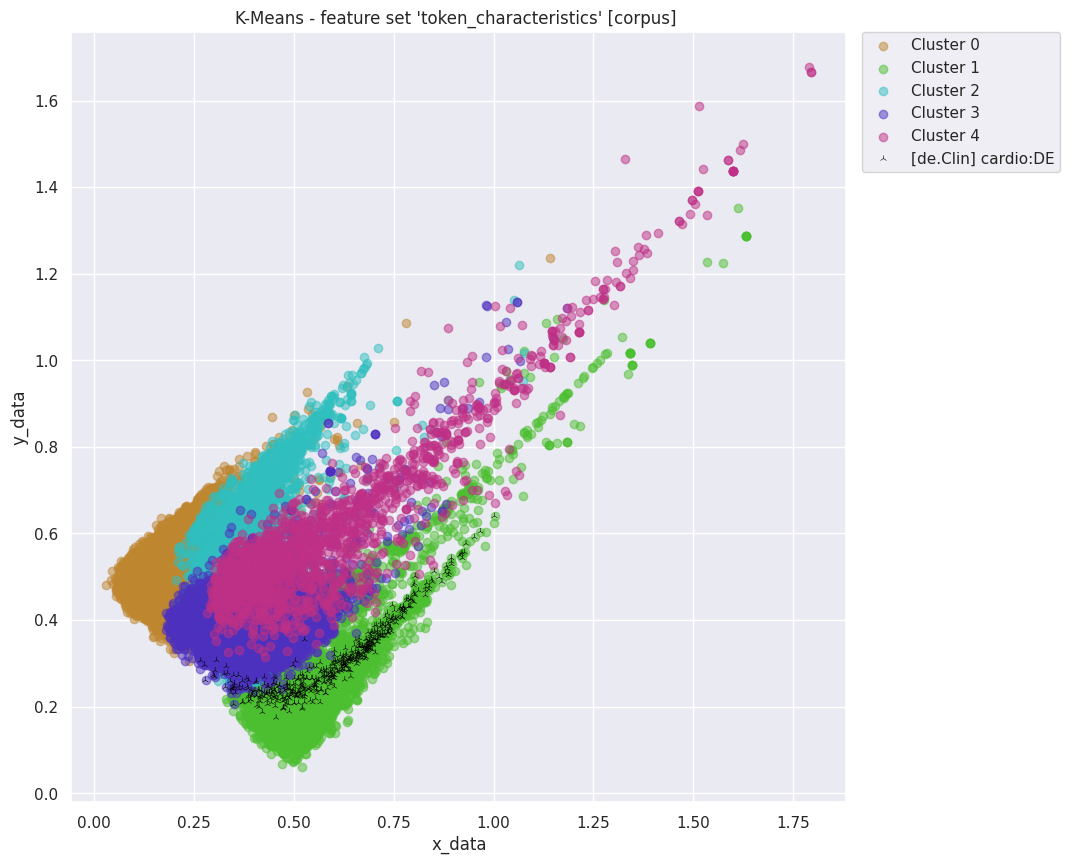 K-Means - feature set 'token_characteristics' [corpus]
Cluster 0
Cluster 1
Cluster 2
Cluster 3
Cluster 4
[de.Clin] cardio:DE
y_data
1.6
1.4
1.2
1.0
0.8
0.6
0.4
0.2
0.0
0.00 0.25 0.50 0.75 1.00 1.25 1.50 1.75
x_data